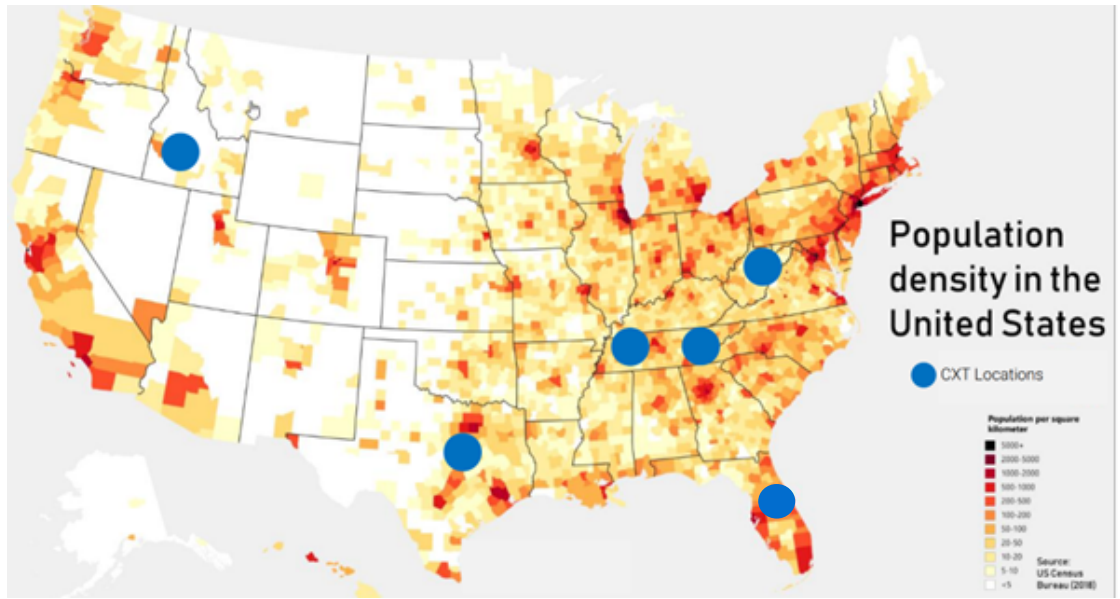 Population
density in the
United States
CXT Locations
Population per square
kilometer
5000+
2000-5000
1000-2000
500-1000
200-500
100-200
50-100
20-50
10-20
5-10
<5
Source:
US Census
Bureau (2018)